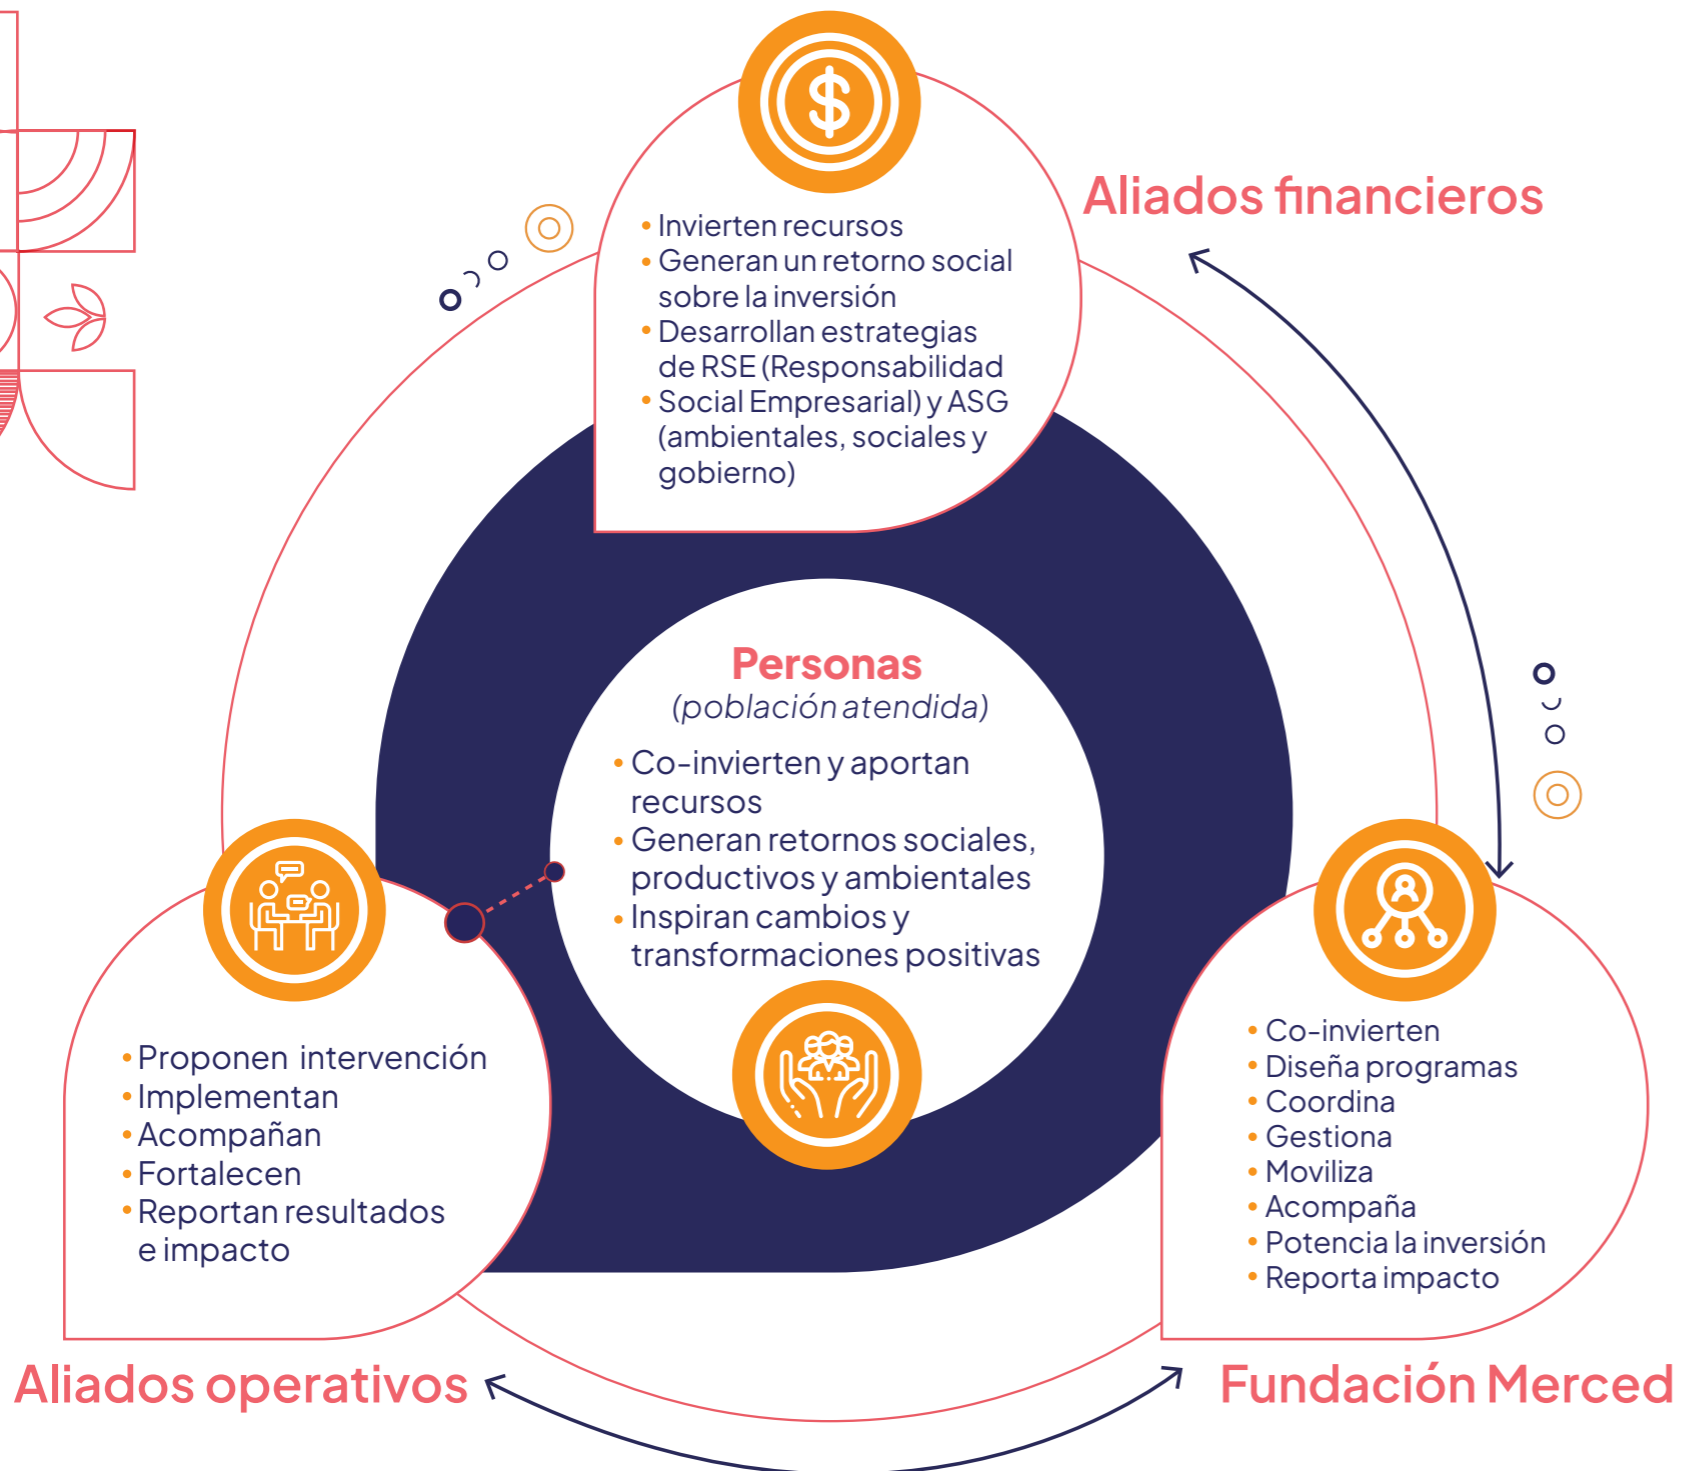 Aliados financieros
• Invierten recursos
• Generan un retorno social
sobre la inversión
• Desarrollan estrategias
de RSE (Responsabilidad
• Social Empresarial) y ASG
(ambientales, sociales y
gobierno)
Personas
(población atendida)
• Co-invierten y aportan
recursos
• Generan retornos sociales,
productivos y ambientales
• Inspiran cambios y
transformaciones positivas
• Proponen intervención
• Implementan
• Acompañan
• Fortalecen
• Reportan resultados
e impacto
Aliados operativos
• Co-invierten
• Diseña programas
• Coordina
• Gestiona
• Moviliza
• Acompaña
• Potencia la inversión
• Reporta impacto
Fundación Merced